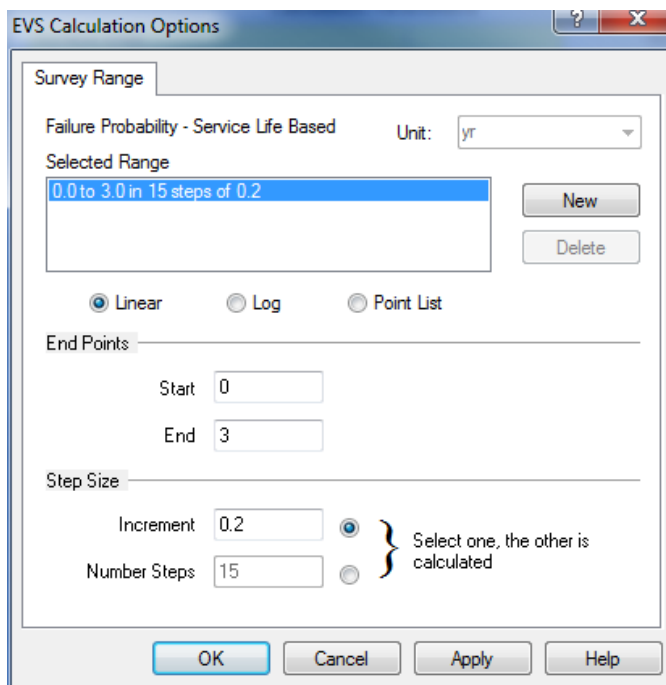 EVS Calculation Options
? X
Survey Range
Failure Probability - Service Life Based Unit: yr
Selected Range
0.0 to 3.0 in 15 steps of 0.2
New
Delete
Linear Log Point List
End Points
Start 0
End 3
Step Size
Increment 0.2
Select one, the other is
calculated
Number Steps 15
OK Cancel Apply Help